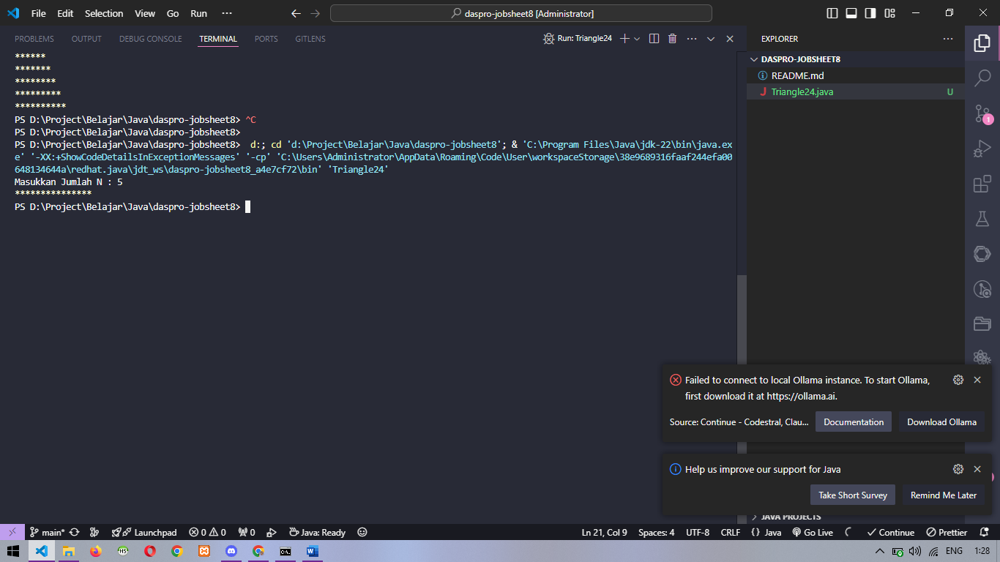 File Edit Selection View Go Run ··· daspro-jobsheet8 [Administrator]
PROBLEMS OUTPUT DEBUG CONSOLE TERMINAL PORTS GITLENS Run: Triangle24
******
*******
********
*********
**********
PS D:\Project\Belajar\Java\daspro-jobsheet8> ^C
PS D:\Project\Belajar\Java\daspro-jobsheet8>
PS D:\Project\Belajar\Java\daspro-jobsheet8>  d:; cd 'd:\Project\Belajar\Java\daspro-jobsheet8'; & 'C:\Program Files\Java\jdk-22\bin\java.ex
e' '-XX:+ShowCodeDetailsInExceptionMessages' '-cp' 'C:\Users\Administrator\AppData\Roaming\Code\User\workspaceStorage\38e9689316faaf244efa00
648134644a\redhat.java\jdt_ws\daspro-jobsheet8_a4e7cf72\bin' 'Triangle24'
Masukkan Jumlah N : 5
***************
PS D:\Project\Belajar\Java\daspro-jobsheet8>
EXPLORER
DASPRO-JOBSHEET8
README.md
Triangle24.java U
1
Failed to connect to local Ollama instance. To start Ollama,
first download it at https://ollama.ai.
Source: Continue - Codestral, Clau... Documentation Download Ollama
Help us improve our support for Java
Take Short Survey Remind Me Later
JAVA PROJECTS
main* Launchpad 0 0 0 Java: Ready Ln 21, Col 9 Spaces: 4 UTF-8 CRLF {} Java Go Live Continue Prettier
HS ENG 1:28